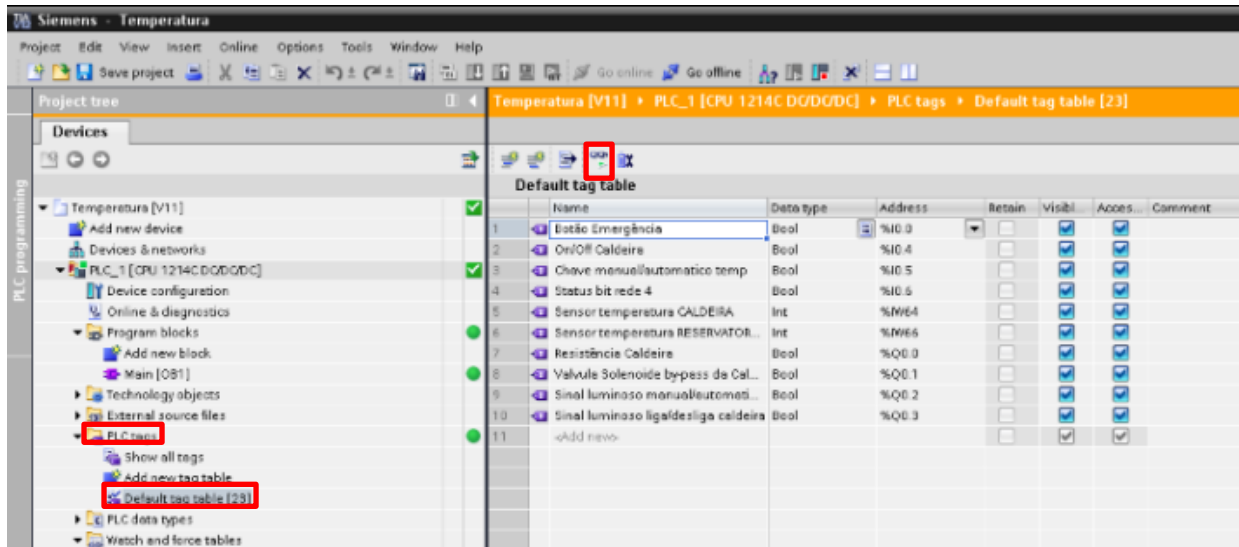 Siemens - Temperatura
Project Edit View Insert Online Options Tools Window Help
Save project Go online Go offline
Project tree
Temperatura [V11] PLC_1 [CPU 1214C DC/DC/DC] PLC tags Default tag table [23]
Devices
PLC programming
Default tag table
Name Data type Address Retain Visibl... Acces... Comment
Temperatura [V11]
Add new device
Devices & networks
PLC_1 [CPU 1214C DC/DC/DC]
Device configuration
Online & diagnostics
Program blocks
Add new block
Main [OB1]
Technology objects
External source files
PLC tags
Show all tags
Add new tag table
Default tag table [23]
PLC data types
Watch and force tables
1 Botão Emergência Bool %I0.0
2 On/Off Caldeira Bool %I0.4
3 Chave manual/automatico temp Bool %I0.5
4 Status bit rede 4 Bool %I0.6
5 Sensor temperatura CALDEIRA Int %IW64
6 Sensor temperatura RESERVATOR... Int %IW66
7 Resistência Caldeira Bool %Q0.0
8 Valvula Solenoide by-pass da Cal... Bool %Q0.1
9 Sinal luminoso manual/automati... Bool %Q0.2
10 Sinal luminoso liga/desliga caldeira Bool %Q0.3
11 <Add new>